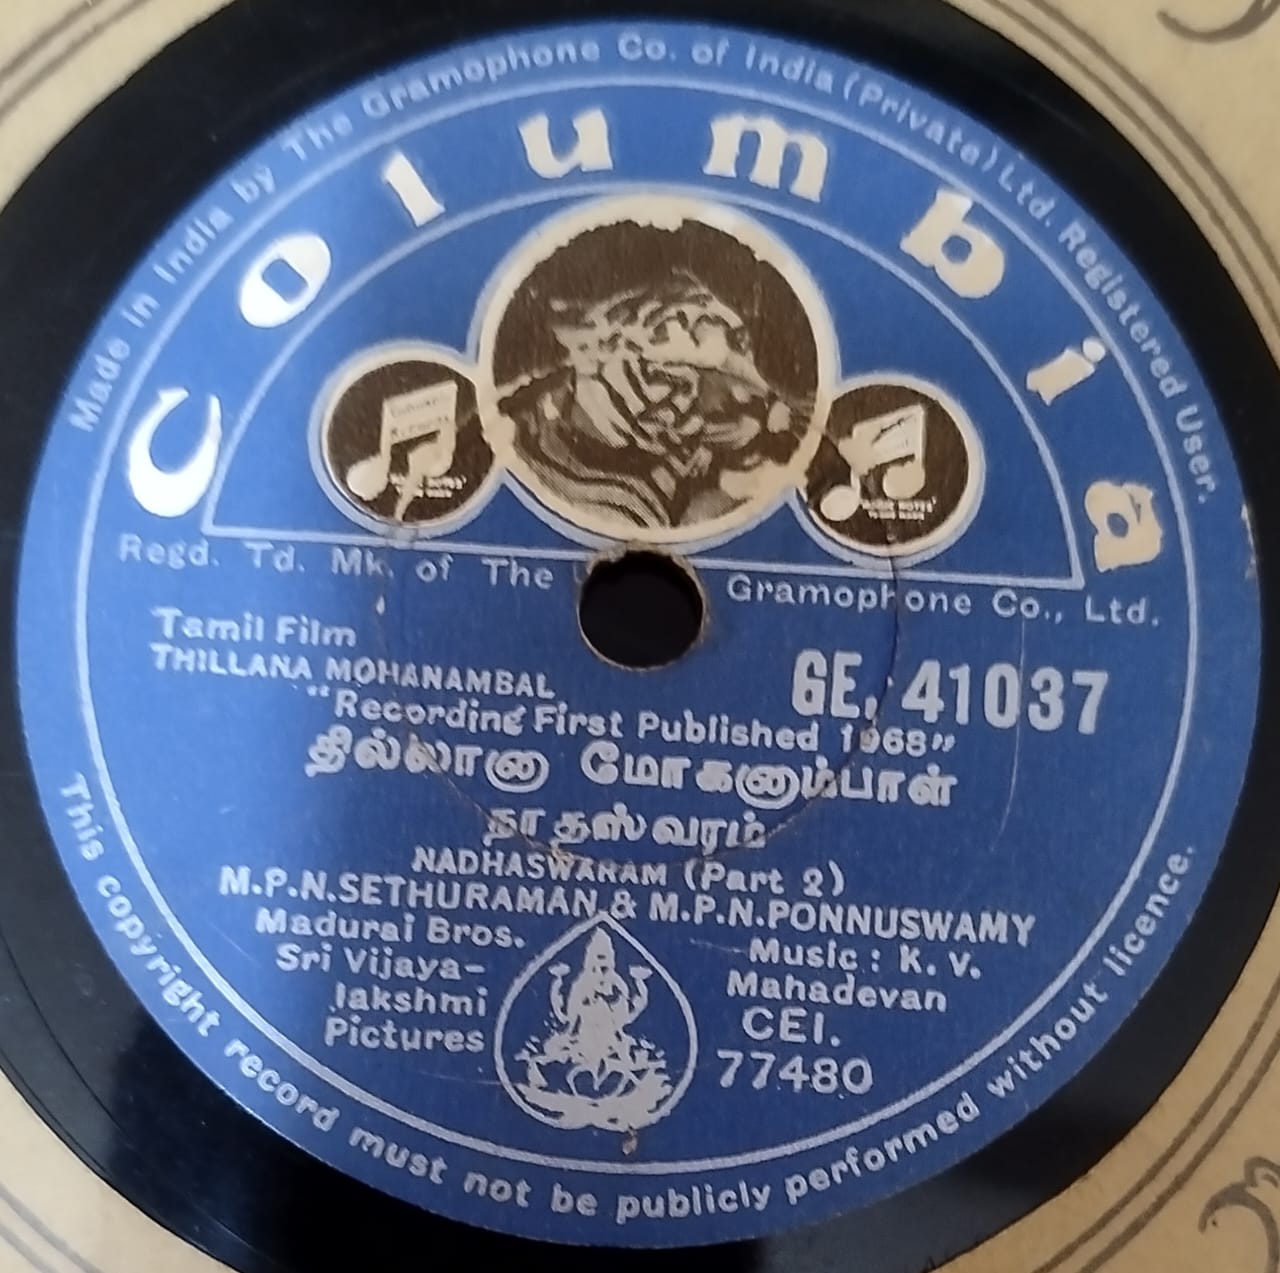 Made in India by The Gramophone Co. of India (Private) Ltd. Registered User.
Columbia
Regd. Td. Mk. of The Gramophone Co., Ltd.
Tamil Film
THILLANA MOHANAMBAL
GE. 41037
"Recording First Published 1968"
தில்லானா மோகனாம்பாள்
நாதஸ்வரம்
NADHASWARAM (Part 2)
M.P.N.SETHURAMAN & M.P.N.PONNUSWAMY
Madurai Bros.
Sri Vijaya-
lakshmi
Pictures
Music : K. V.
Mahadevan
CEI.
77480
This copyright record must not be publicly performed without licence.